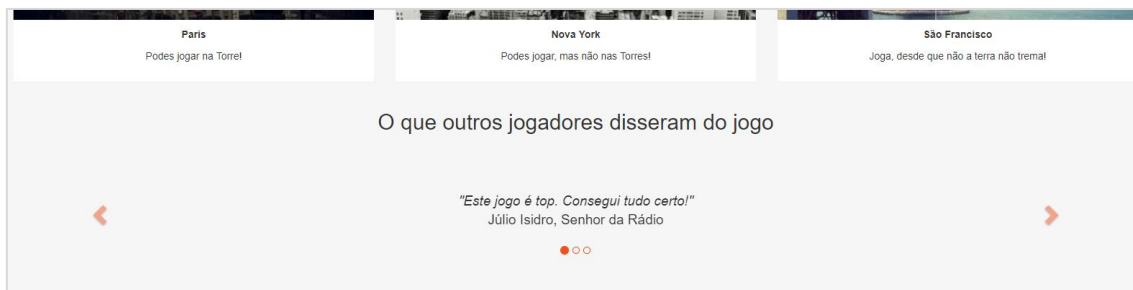 Paris
Podes jogar na Torre!
Nova York
Podes jogar, mas não nas Torres!
São Francisco
Joga, desde que não a terra não trema!
O que outros jogadores disseram do jogo
"Este jogo é top. Consegui tudo certo!"
Júlio Isidro, Senhor da Rádio